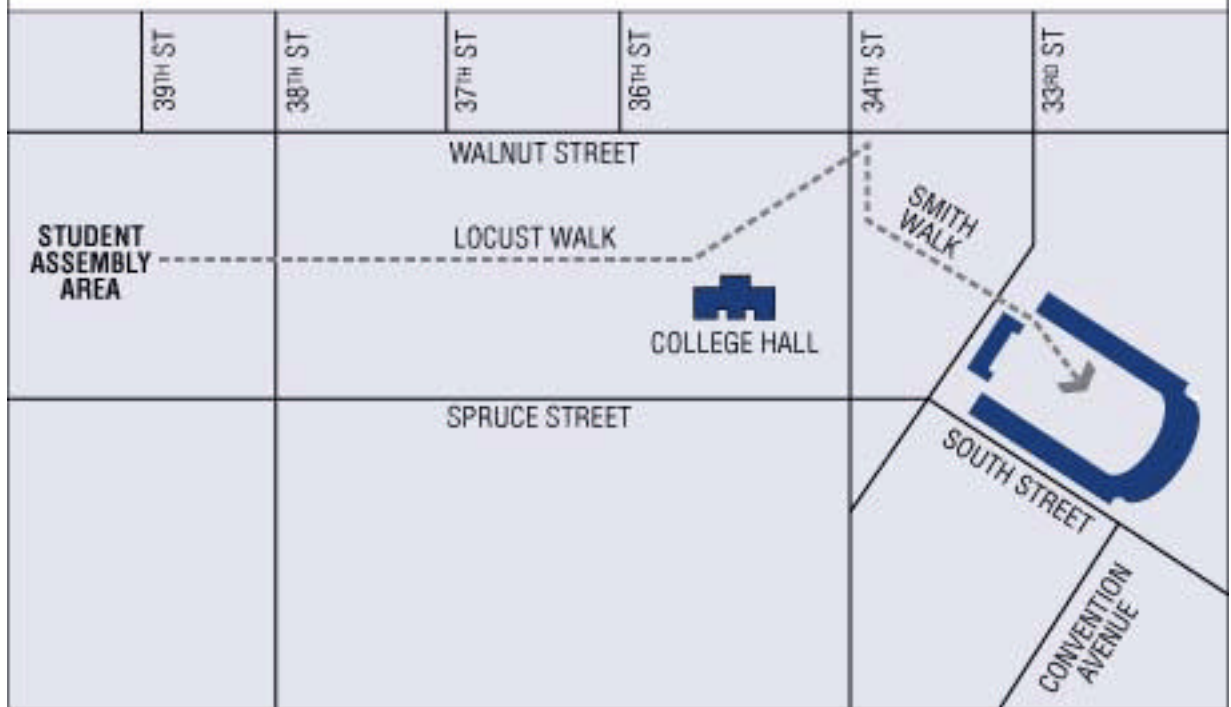 39TH ST
38TH ST
37TH ST
36TH ST
34TH ST
33RD ST
WALNUT STREET
SMITH
WALK
STUDENT
ASSEMBLY
AREA
LOCUST WALK
COLLEGE HALL
SPRUCE STREET
SOUTH STREET
CONVENTION
AVENUE